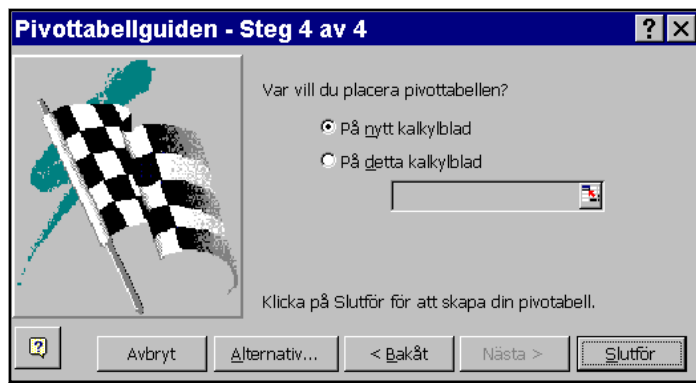 Pivottabellguiden - Steg 4 av 4
Var vill du placera pivottabellen?
På nytt kalkylblad
På detta kalkylblad
Klicka på Slutför för att skapa din pivotabell.
Avbryt
Alternativ...
< Bakåt
Nästa >
Slutför